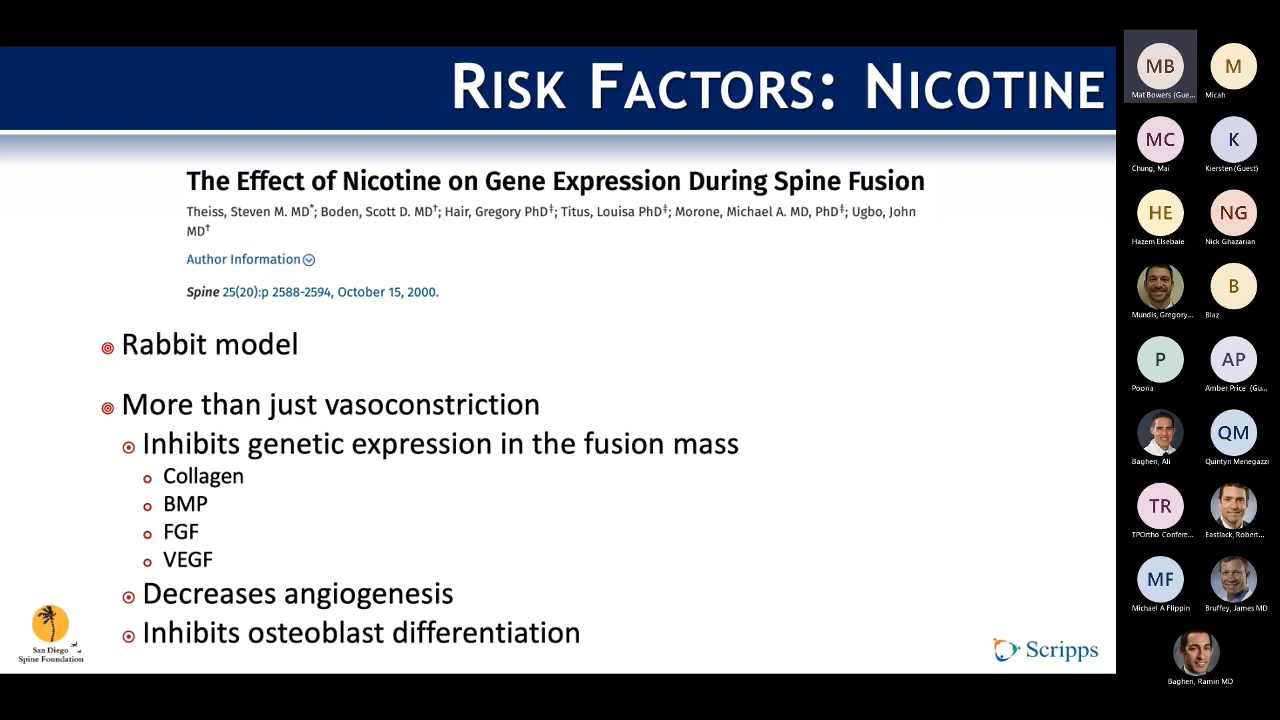 RISK FACTORS: NICOTINE
The Effect of Nicotine on Gene Expression During Spine Fusion
Theiss, Steven M. MD*; Boden, Scott D. MD†; Hair, Gregory PhD‡; Titus, Louisa PhD‡; Morone, Michael A. MD, PhD‡; Ugbo, John
MD†
Author Information
Spine 25(20):p 2588-2594, October 15, 2000.
Rabbit model
More than just vasoconstriction
Inhibits genetic expression in the fusion mass
Collagen
BMP
FGF
VEGF
Decreases angiogenesis
Inhibits osteoblast differentiation
San Diego
Spine Foundation
Scripps
MB
Mat Bowers (Gue...
M
Micah
MC
Chung, Mai
K
Kiersten (Guest)
HE
Hazem Elsebaie
NG
Nick Ghazarian
Mundis, Gregory...
B
Blaz
P
Pooria
AP
Amber Price (Gu...
Bagheri, Ali
QM
Quintyn Menegazzi
TR
TPOrtho Confere...
Eastlack, Robert...
MF
Michael A Flippin
Bruffey, James MD
Bagheri, Ramin MD